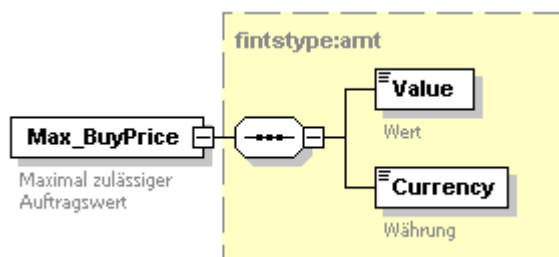 fintstype:amt
Value
Wert
Max_BuyPrice
Maximal zulässiger
Auftragswert
Currency
Währung